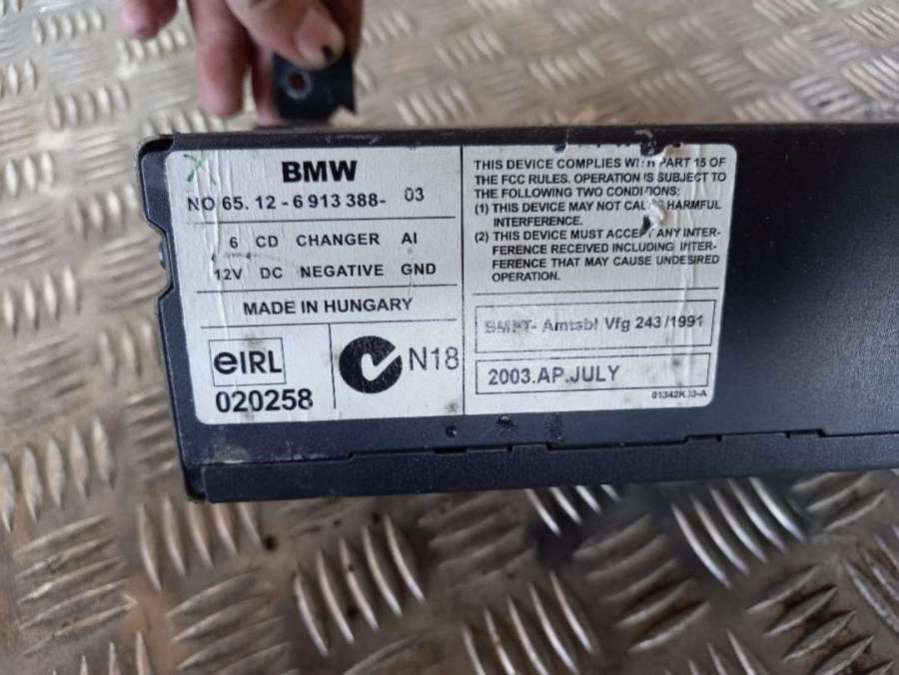 BMW
NO 65. 12 - 6 913 388- 03
6 CD CHANGER AI
12V DC NEGATIVE GND
MADE IN HUNGARY
eIRL
020258
N18
THIS DEVICE COMPLIES WITH PART 15 OF
THE FCC RULES. OPERATION IS SUBJECT TO
THE FOLLOWING TWO CONDITIONS:
(1) THIS DEVICE MAY NOT CAUSE HARMFUL
INTERFERENCE.
(2) THIS DEVICE MUST ACCEPT ANY INTER-
FERENCE RECEIVED INCLUDING INTER-
FERENCE THAT MAY CAUSE UNDESIRED
OPERATION.
BMPT- Amtsbl Vfg 243/1991
2003.AP.JULY